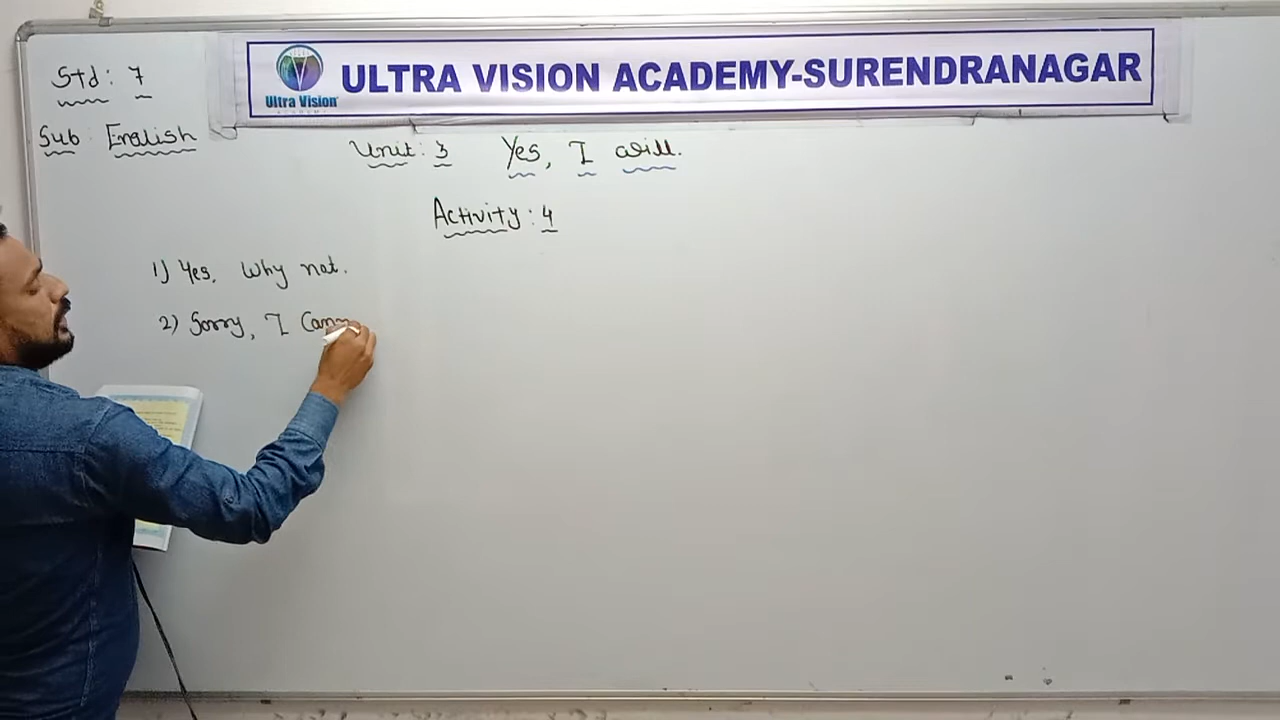 Std: 7
ULTRA VISION ACADEMY-SURENDRANAGAR
Ultra Vision
ACADEMY
Sub: English
Unit: 3 Yes, I will.
Activity: 4
1) Yes, Why not.
2) Sorry, I Cann